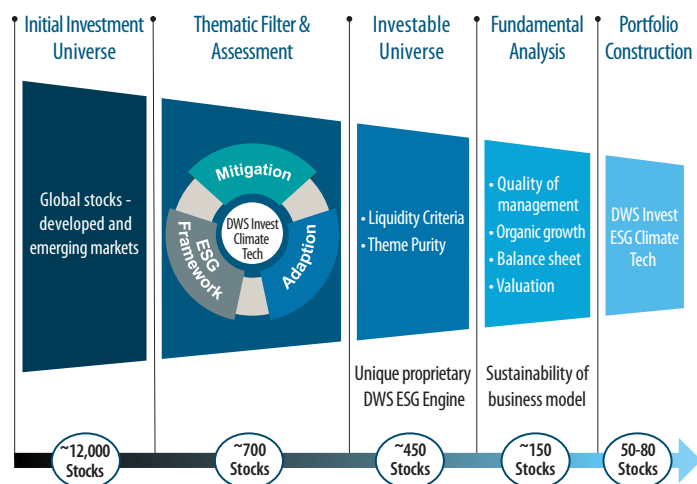 Initial Investment
Universe
Thematic Filter &
Assessment
Investable
Universe
Fundamental
Analysis
Portfolio
Construction
Global stocks -
developed and
emerging markets
Mitigation
ESG
Framework
Adaption
DWS Invest
Climate
Tech
• Liquidity Criteria
• Theme Purity
• Quality of
management
• Organic growth
• Balance sheet
• Valuation
DWS Invest
ESG Climate
Tech
Unique proprietary
DWS ESG Engine
Sustainability of
business model
~12,000
Stocks
~700
Stocks
~450
Stocks
~150
Stocks
50-80
Stocks